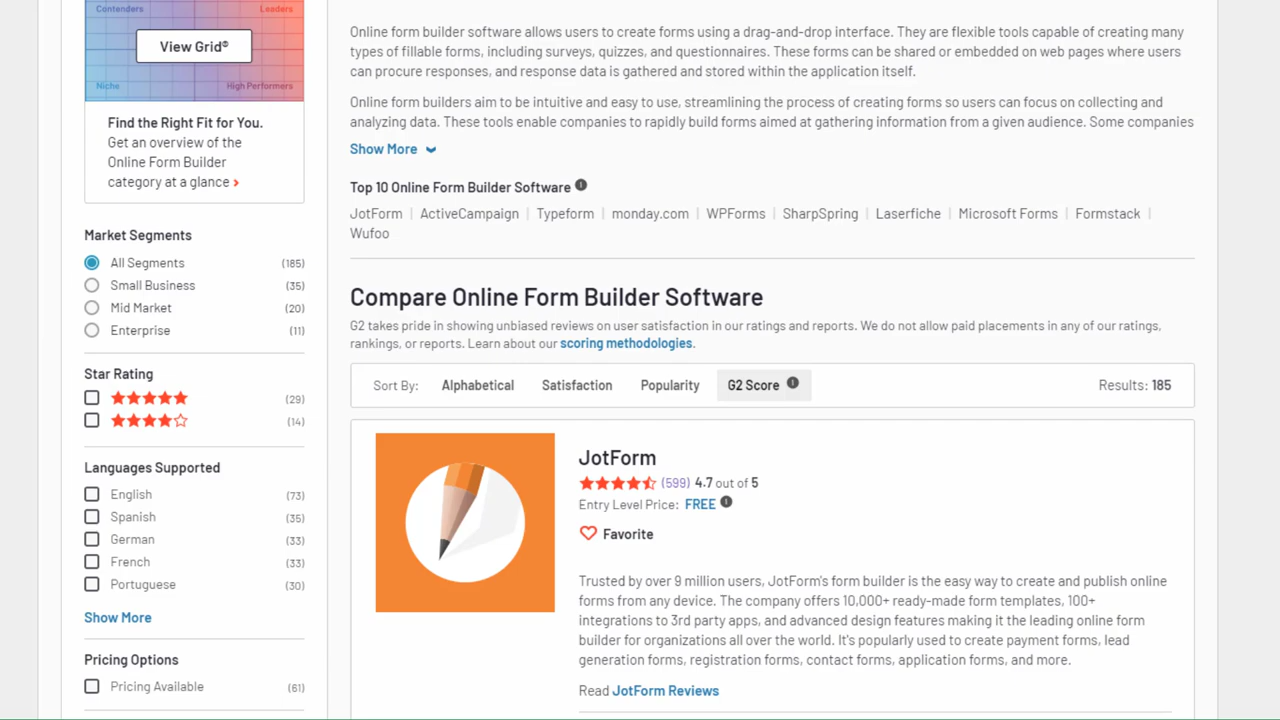 Contenders
Leaders
View Grid®
Niche
High Performers
Find the Right Fit for You.
Get an overview of the
Online Form Builder
category at a glance ›
Market Segments
All Segments (185)
Small Business (35)
Mid Market (20)
Enterprise (11)
Star Rating
(29)
(14)
Languages Supported
English (73)
Spanish (35)
German (33)
French (33)
Portuguese (30)
Show More
Pricing Options
Pricing Available (61)
Online form builder software allows users to create forms using a drag-and-drop interface. They are flexible tools capable of creating many
types of fillable forms, including surveys, quizzes, and questionnaires. These forms can be shared or embedded on web pages where users
can procure responses, and response data is gathered and stored within the application itself.
Online form builders aim to be intuitive and easy to use, streamlining the process of creating forms so users can focus on collecting and
analyzing data. These tools enable companies to rapidly build forms aimed at gathering information from a given audience. Some companies
Show More
Top 10 Online Form Builder Software
JotForm | ActiveCampaign | Typeform | monday.com | WPForms | SharpSpring | Laserfiche | Microsoft Forms | Formstack |
Wufoo
Compare Online Form Builder Software
G2 takes pride in showing unbiased reviews on user satisfaction in our ratings and reports. We do not allow paid placements in any of our ratings,
rankings, or reports. Learn about our scoring methodologies.
Sort By: Alphabetical Satisfaction Popularity G2 Score Results: 185
JotForm
(599) 4.7 out of 5
Entry Level Price: FREE
Favorite
Trusted by over 9 million users, JotForm's form builder is the easy way to create and publish online
forms from any device. The company offers 10,000+ ready-made form templates, 100+
integrations to 3rd party apps, and advanced design features making it the leading online form
builder for organizations all over the world. It's popularly used to create payment forms, lead
generation forms, registration forms, contact forms, application forms, and more.
Read JotForm Reviews